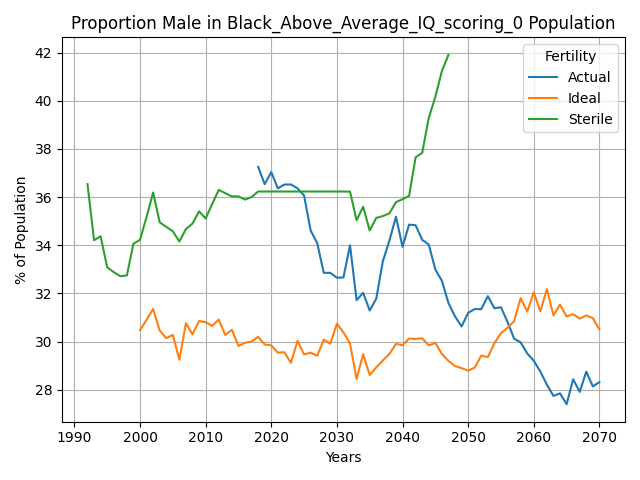 Proportion Male in Black_Above_Average_IQ_scoring_0 Population
Fertility
Actual
Ideal
Sterile
% of Population
42
40
38
36
34
32
30
28
1990 2000 2010 2020 2030 2040 2050 2060 2070
Years